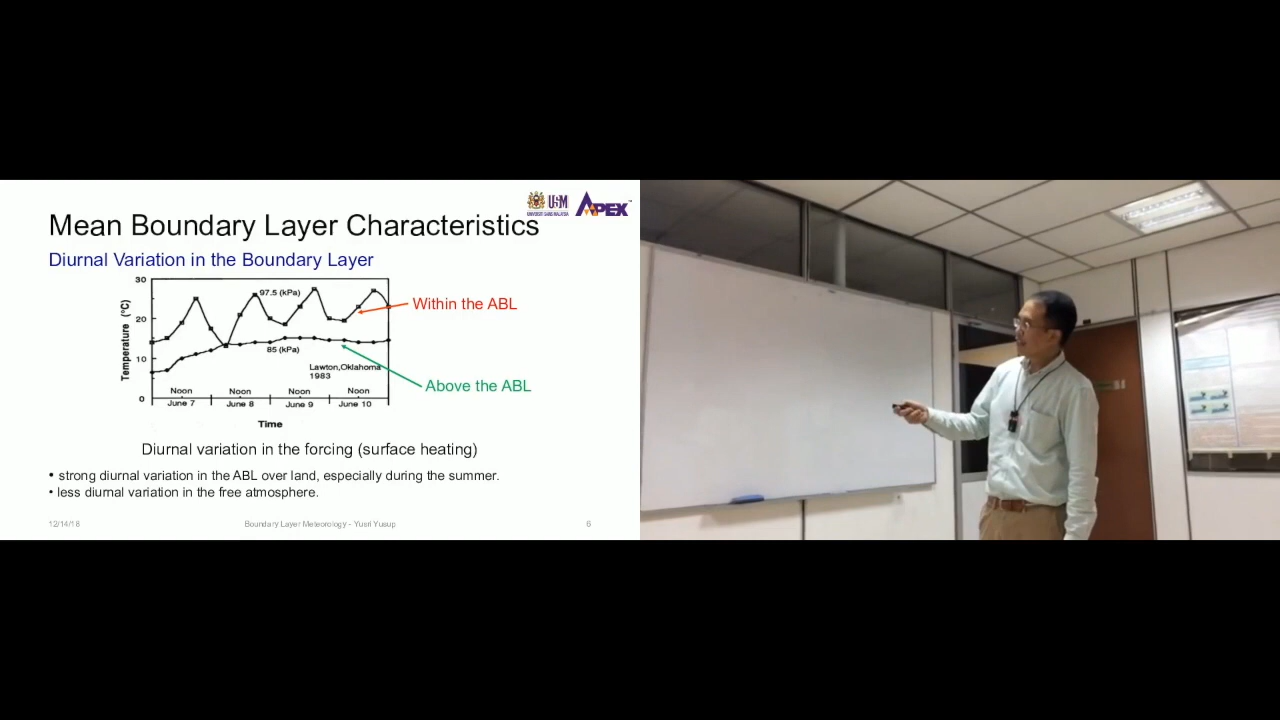 USM
UNIVERSITI SAINS MALAYSIA
APEX
TM
Mean Boundary Layer Characteristics
Diurnal Variation in the Boundary Layer
30
97.5 (kPa)
Within the ABL
20
Temperature (°C)
85 (kPa)
10
Lawton,Oklahoma
1983
Above the ABL
Noon Noon Noon Noon
0
June 7 June 8 June 9 June 10
Time
Diurnal variation in the forcing (surface heating)
• strong diurnal variation in the ABL over land, especially during the summer.
• less diurnal variation in the free atmosphere.
12/14/18 Boundary Layer Meteorology - Yusri Yusup 6